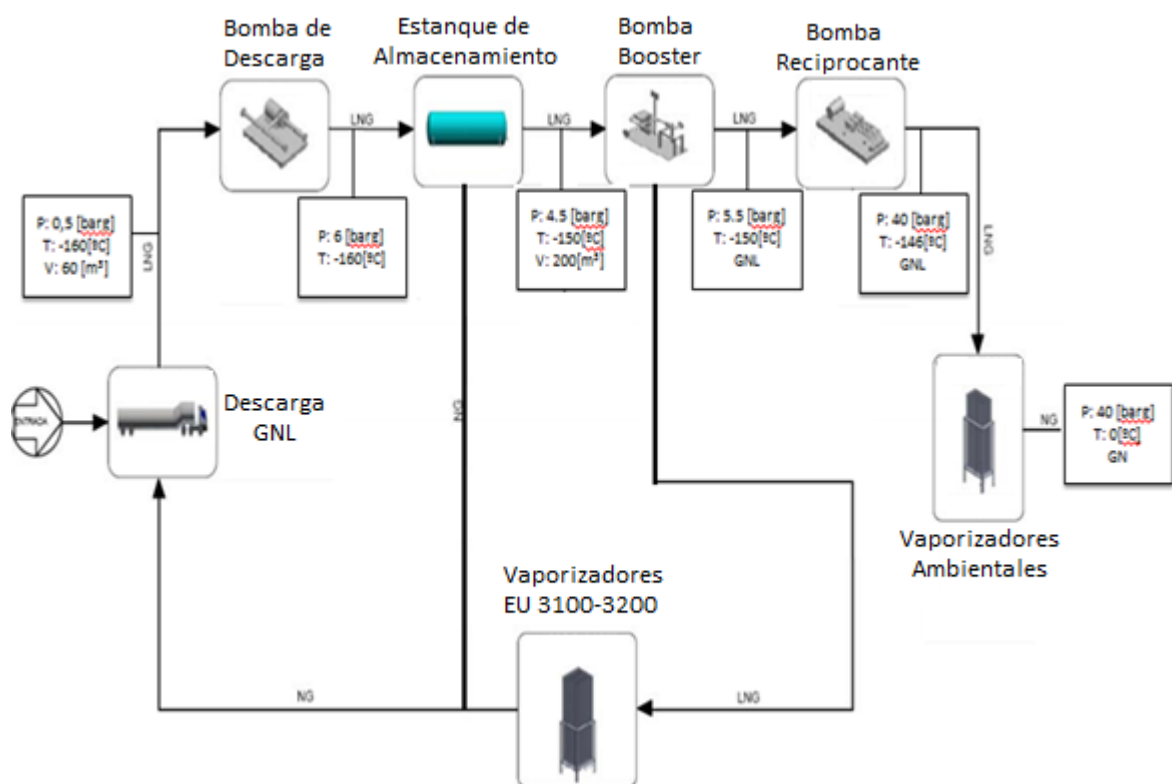 Bomba de
Descarga
Estanque de
Almacenamiento
Bomba
Booster
Bomba
Reciprocante
LNG
LNG
LNG
LNG
P: 0,5 [barg]
T: -160[ºC]
V: 60 [m³]
LNG
P: 6 [barg]
T: -160[ºC]
P: 4.5 [barg]
T: -150[ºC]
V: 200[m³]
P: 5.5 [barg]
T: -150[ºC]
GNL
P: 40 [barg]
T: -146[ºC]
GNL
ENTRADA
Descarga
GNL
GN
P: 40 [barg]
T: 0[ºC]
GN
NG
Vaporizadores
Ambientales
Vaporizadores
EU 3100-3200
NG
LNG